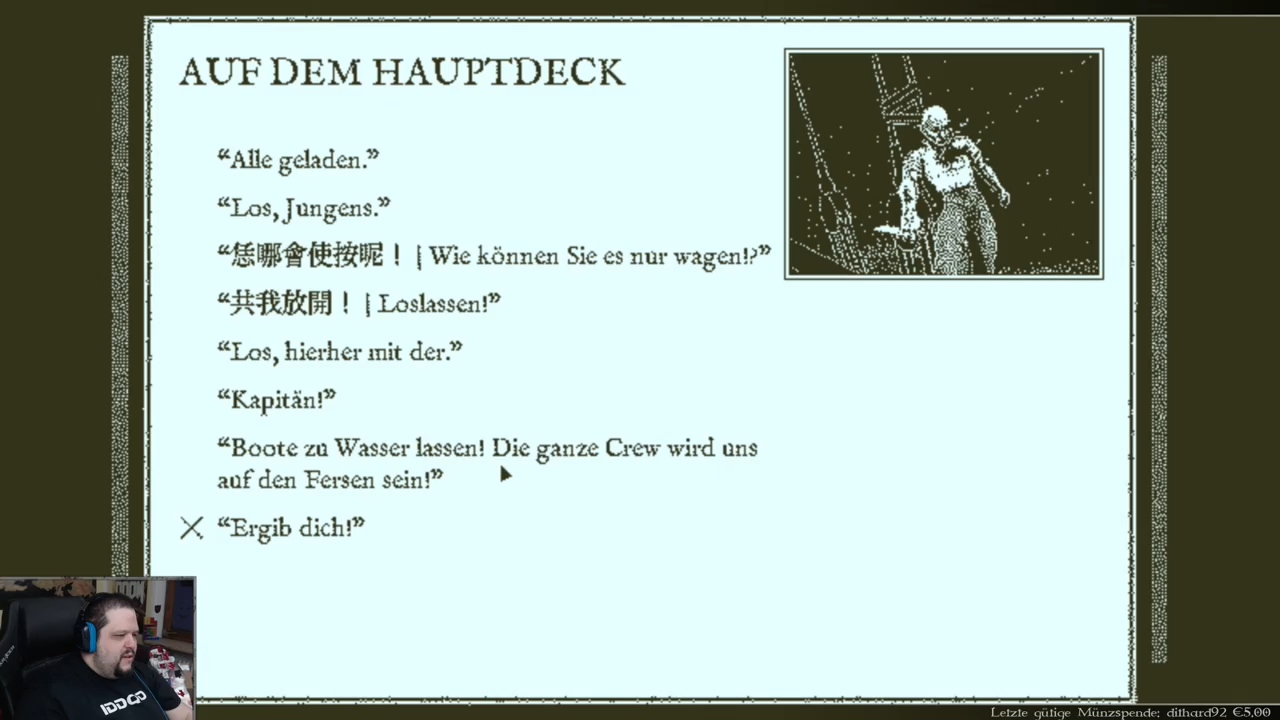 AUF DEM HAUPTDECK
“Alle geladen.”
“Los, Jungens.”
“恁哪會使按呢！ | Wie können Sie es nur wagen!?”
“共我放開！ | Loslassen!”
“Los, hierher mit der.”
“Kapitän!”
“Boote zu Wasser lassen! Die ganze Crew wird uns
auf den Fersen sein!”
“Ergib dich!”
IDDQD
Letzte gütige Münzspende: dithard92 €5,00